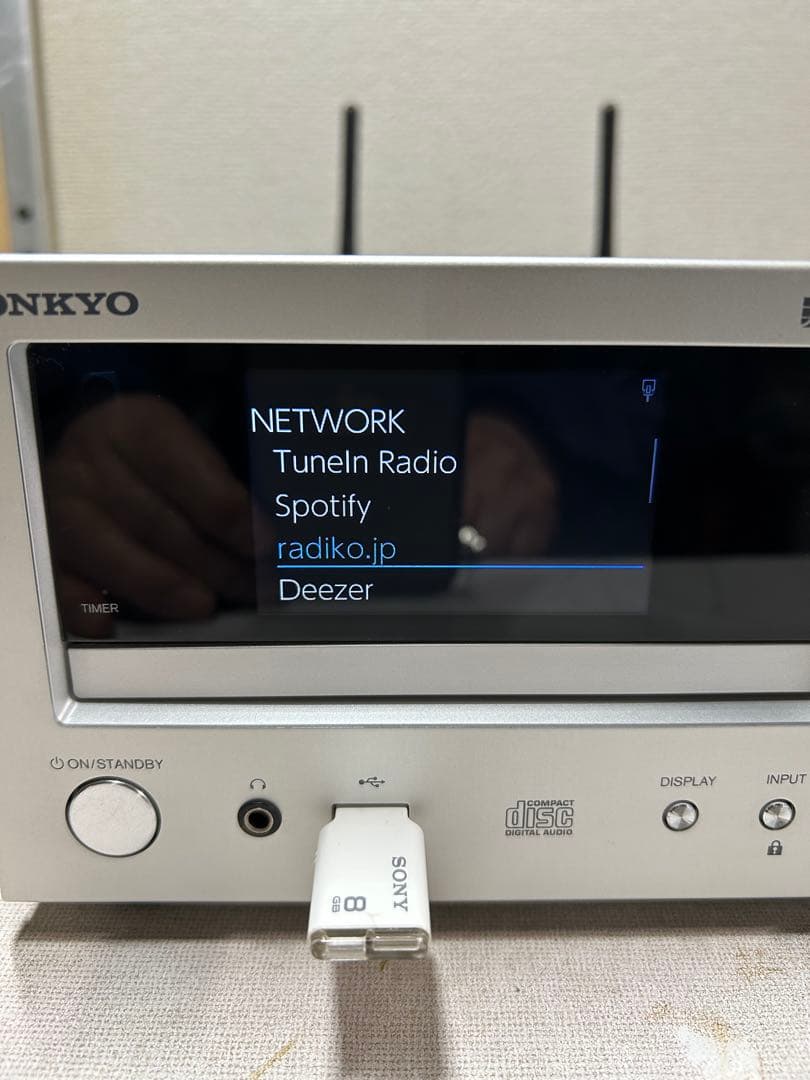 ONKYO
NETWORK
TuneIn Radio
Spotify
radiko.jp
Deezer
TIMER
ON/STANDBY
DISPLAY
INPUT
COMPACT
disc
DIGITAL AUDIO
SONY
8
GB